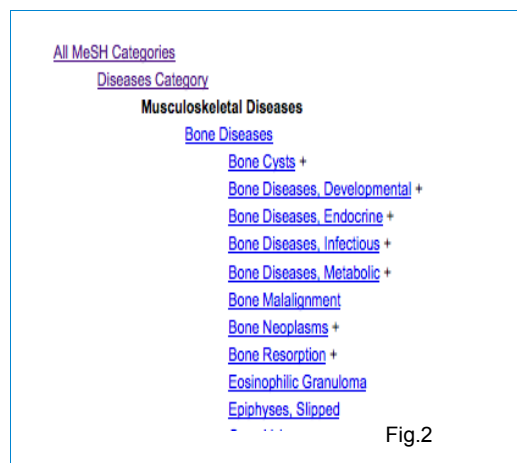 All MeSH Categories
Diseases Category
Musculoskeletal Diseases
Bone Diseases
Bone Cysts +
Bone Diseases, Developmental +
Bone Diseases, Endocrine +
Bone Diseases, Infectious +
Bone Diseases, Metabolic +
Bone Malalignment
Bone Neoplasms +
Bone Resorption +
Eosinophilic Granuloma
Epiphyses, Slipped
Fig.2